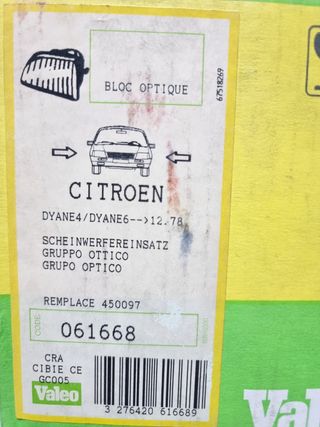 BLOC OPTIQUE
67518269
CITROEN
DYANE4/DYANE6-->12.78
SCHEINWERFEREINSATZ
GRUPPO OTTICO
GRUPO OPTICO
REMPLACE 450097
CODE
061668
CRA
CIBIE CE
GC005
Valeo
3 276420 616689
Valeo